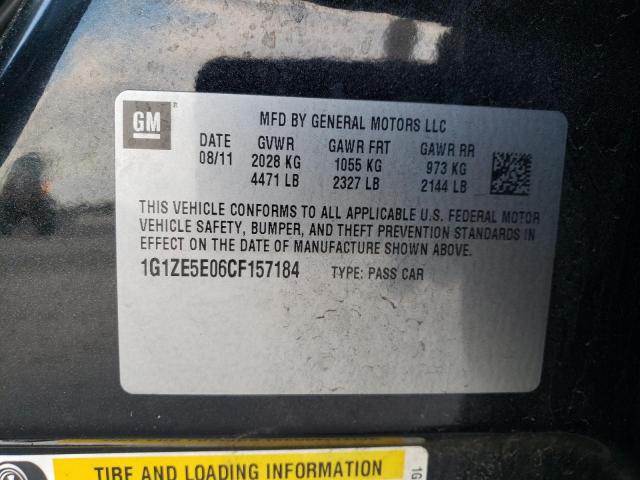 GM
MFD BY GENERAL MOTORS LLC
DATE GVWR GAWR FRT GAWR RR
08/11 2028 KG 1055 KG 973 KG
4471 LB 2327 LB 2144 LB
THIS VEHICLE CONFORMS TO ALL APPLICABLE U.S. FEDERAL MOTOR
VEHICLE SAFETY, BUMPER, AND THEFT PREVENTION STANDARDS IN
EFFECT ON THE DATE OF MANUFACTURE SHOWN ABOVE.
1G1ZE5E06CF157184 TYPE: PASS CAR
TIRE AND LOADING INFORMATION
1G